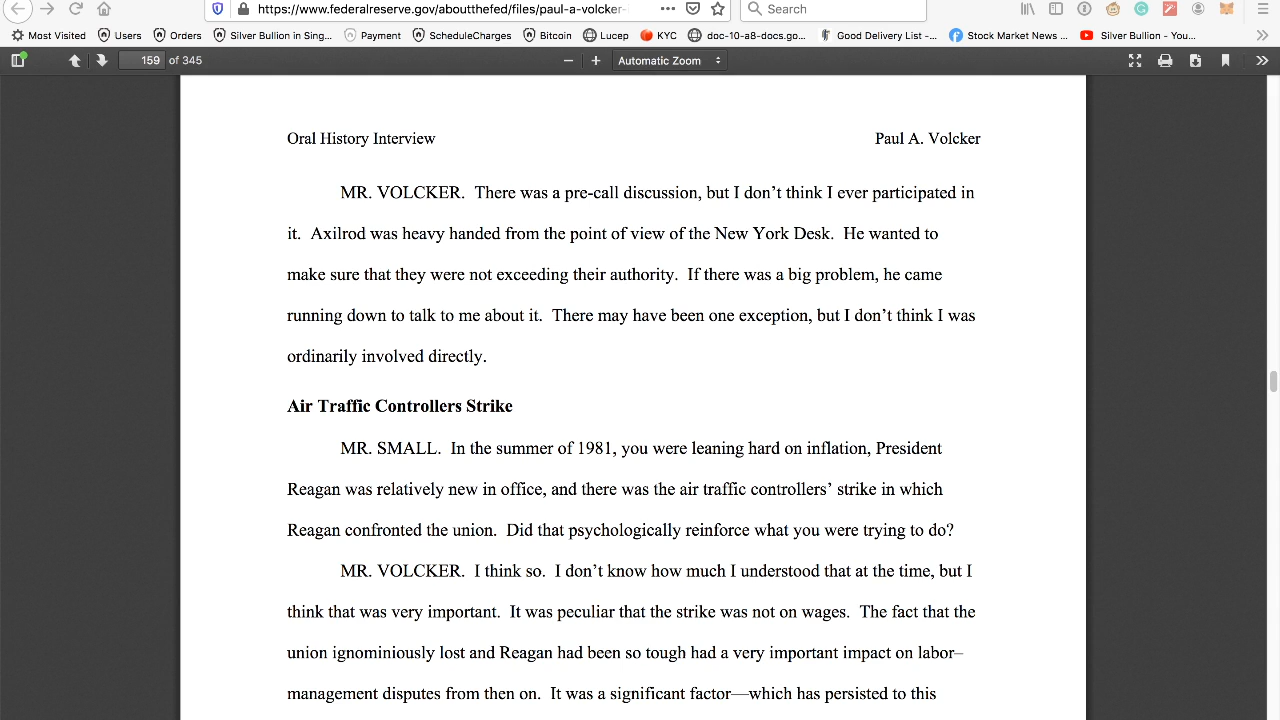 https://www.federalreserve.gov/aboutthefed/files/paul-a-volcker-
Search
Most Visited Users Orders Silver Bullion in Sing... Payment ScheduleCharges Bitcoin Lucep KYC doc-10-a8-docs.go... Good Delivery List -... Stock Market News ... Silver Bullion - You...
159 of 345
Automatic Zoom
Oral History Interview Paul A. Volcker
MR. VOLCKER. There was a pre-call discussion, but I don’t think I ever participated in
it. Axilrod was heavy handed from the point of view of the New York Desk. He wanted to
make sure that they were not exceeding their authority. If there was a big problem, he came
running down to talk to me about it. There may have been one exception, but I don’t think I was
ordinarily involved directly.
Air Traffic Controllers Strike
MR. SMALL. In the summer of 1981, you were leaning hard on inflation, President
Reagan was relatively new in office, and there was the air traffic controllers’ strike in which
Reagan confronted the union. Did that psychologically reinforce what you were trying to do?
MR. VOLCKER. I think so. I don’t know how much I understood that at the time, but I
think that was very important. It was peculiar that the strike was not on wages. The fact that the
union ignominiously lost and Reagan had been so tough had a very important impact on labor–
management disputes from then on. It was a significant factor—which has persisted to this